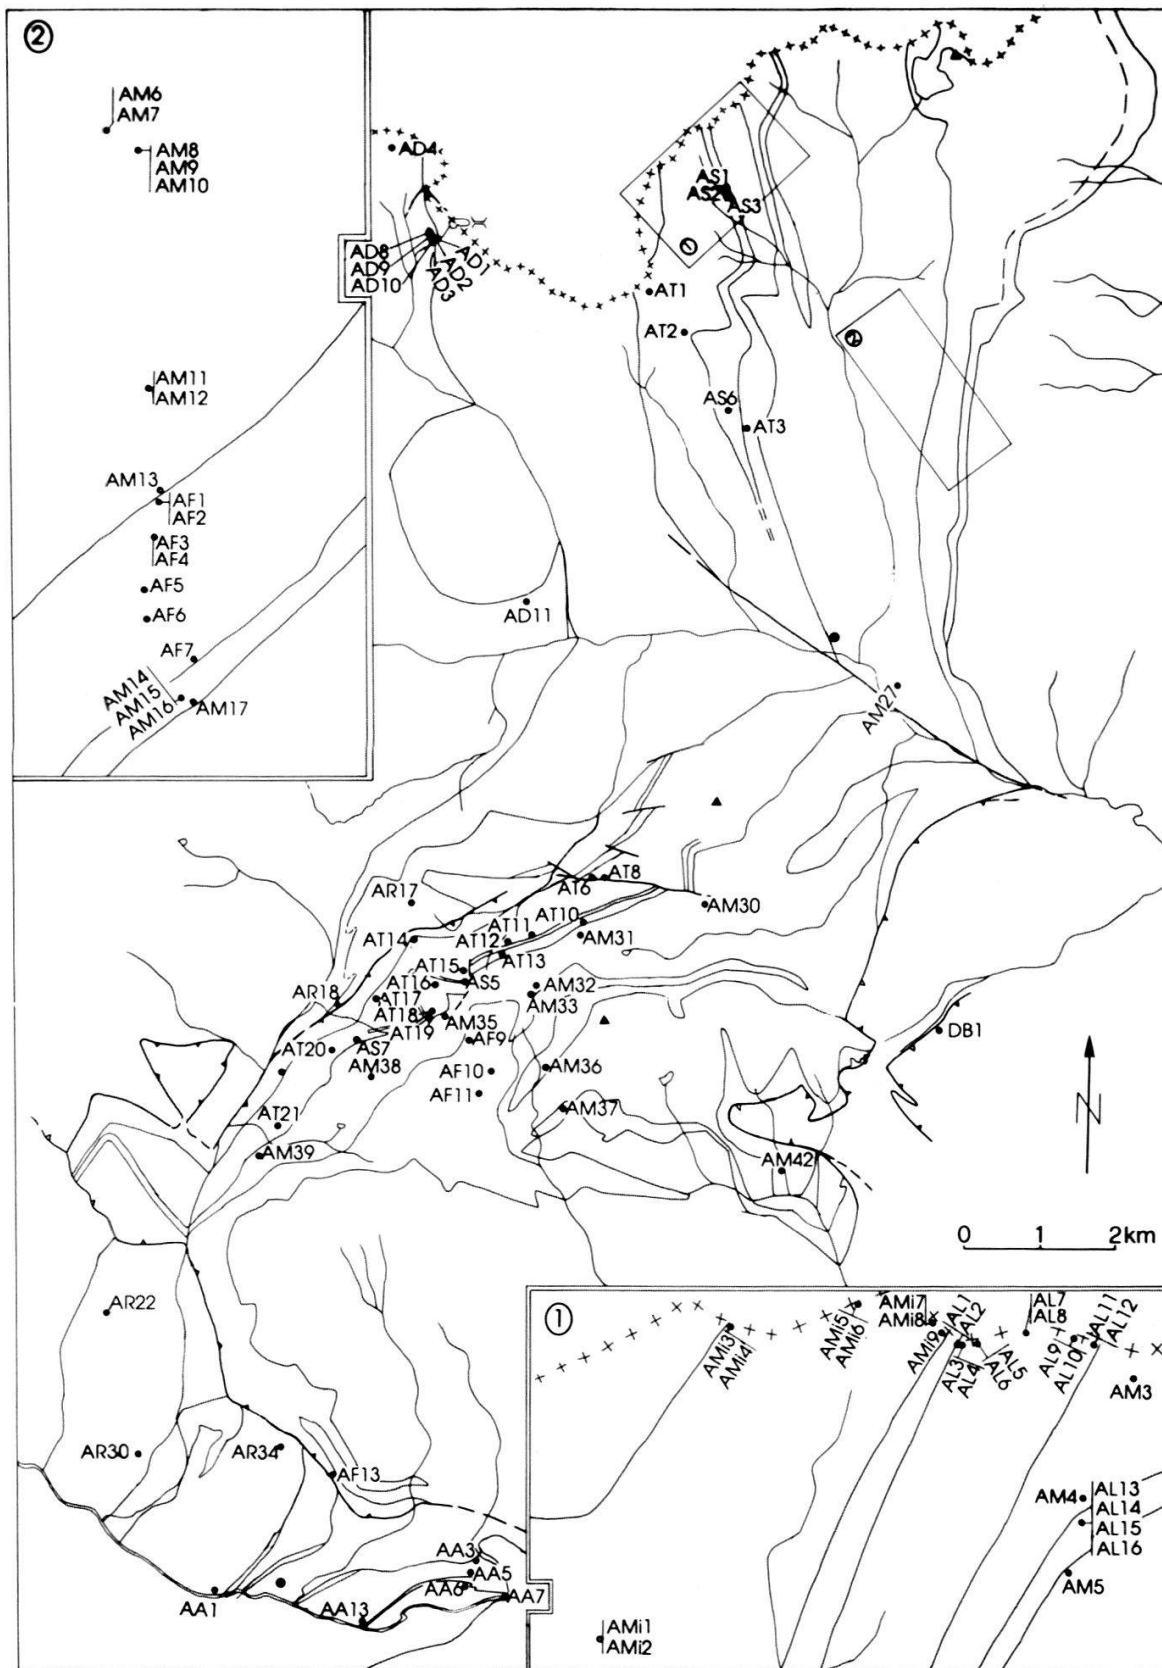 ②
AM6
AM7
AM8
AM9
AM10
AM11
AM12
AM13
AF1
AF2
AF3
AF4
AF5
AF6
AF7
AM14
AM15
AM16
AM17
AD4
AD8
AD9
AD10
AD1
AD2
AD3
AS1
AS2
AS3
①
AT1
AT2
②
AS6
AT3
AD11
AM27
AT8
AT6
AR17
AM30
AT10
AT11
AM31
AT14
AT12
AT13
AT15
AT16
AS5
AM32
AM33
AR18
AT17
AT18
AT19
AM35
AF9
DB1
AT20
AS7
AM38
AF10
AF11
AM36
AM37
AT21
AM39
AM42
N
0 1 2km
AR22
AR30
AR34
AF13
AA3
AA5
AA6
AA7
AA1
AA13
①
AMi3
AMi4
AMi5
AMi6
AMi7
AMi8
AMi9
AL1
AL2
AL3
AL4
AL5
AL6
AL7
AL8
AL9
AL10
AL11
AL12
AM3
AM4
AL13
AL14
AL15
AL16
AM5
AMi1
AMi2